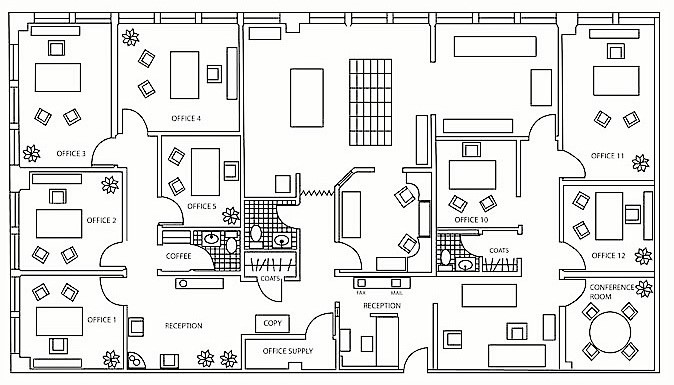 OFFICE 4
OFFICE 3
OFFICE 11
OFFICE 5
OFFICE 2
OFFICE 10
COFFEE
COATS
OFFICE 12
COATS
FAX
MAIL
CONFERENCE
ROOM
RECEPTION
OFFICE 1
RECEPTION
COPY
OFFICE SUPPLY